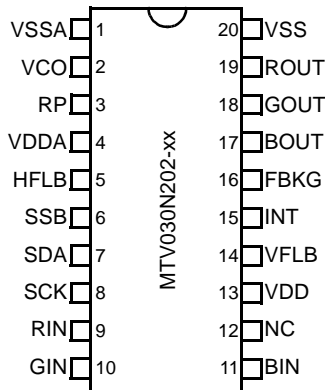 VSSA 1 20 VSS
VCO 2 19 ROUT
RP 3 18 GOUT
VDDA 4 17 BOUT
HFLB 5 16 FBKG
SSB 6 15 INT
SDA 7 14 VFLB
SCK 8 13 VDD
RIN 9 12 NC
GIN 10 11 BIN
MTV030N202-xx